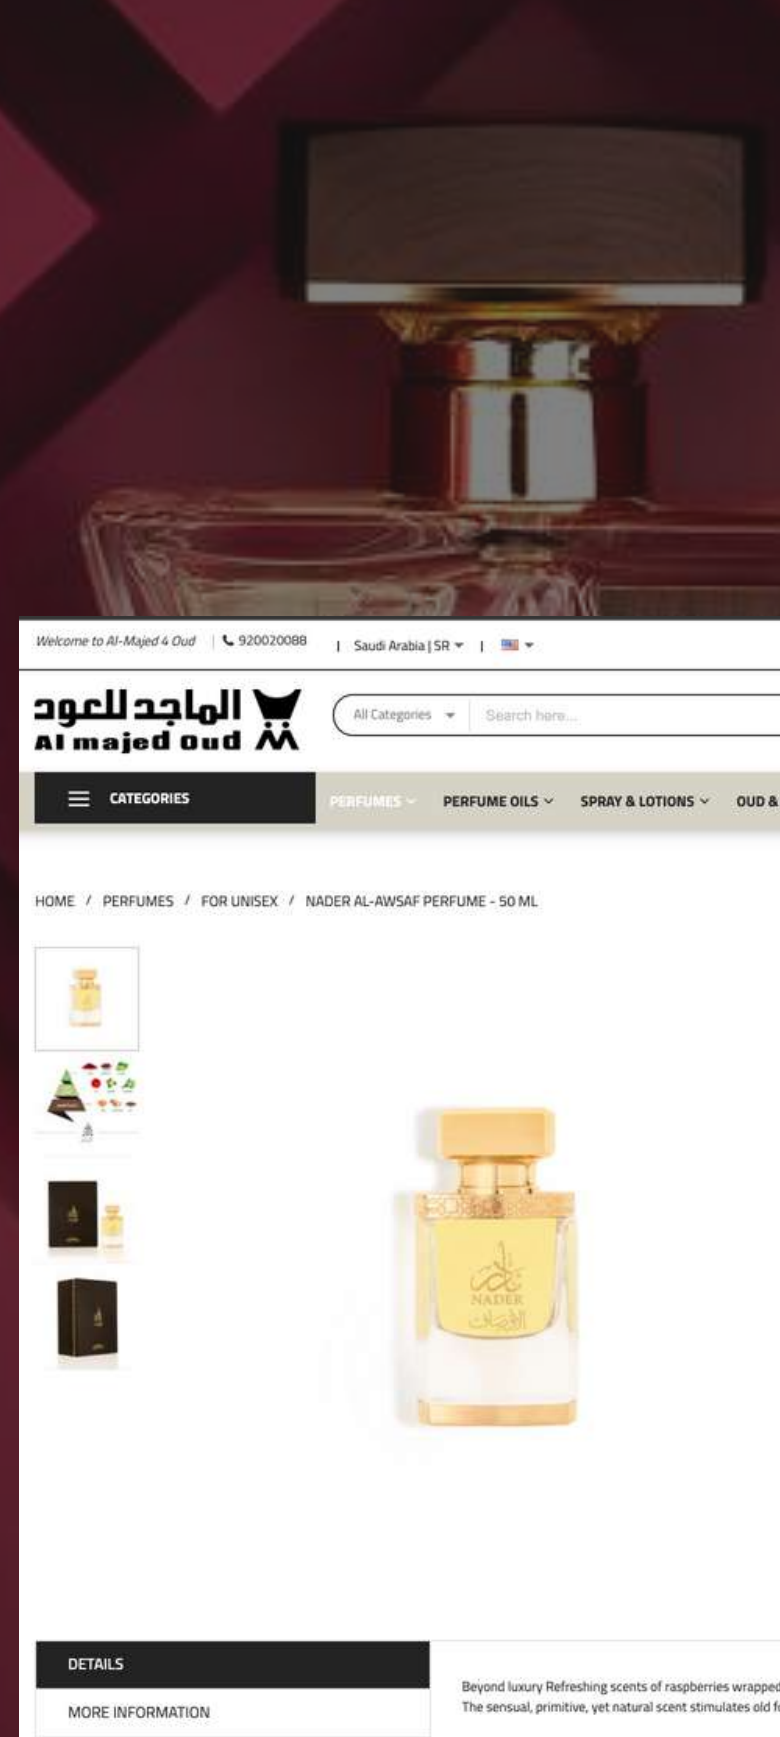 Welcome to Al-Majed 4 Oud | 920020088 | Saudi Arabia | SR |
الماجد للعود
Al majed oud
All Categories
Search here...
CATEGORIES
PERFUMES
PERFUME OILS
SPRAY & LOTIONS
OUD &
HOME / PERFUMES / FOR UNISEX / NADER AL-AWSAF PERFUME - 50 ML
نادر
NADER
الأوصاف
DETAILS
MORE INFORMATION
Beyond luxury Refreshing scents of raspberries wrapped
The sensual, primitive, yet natural scent stimulates old